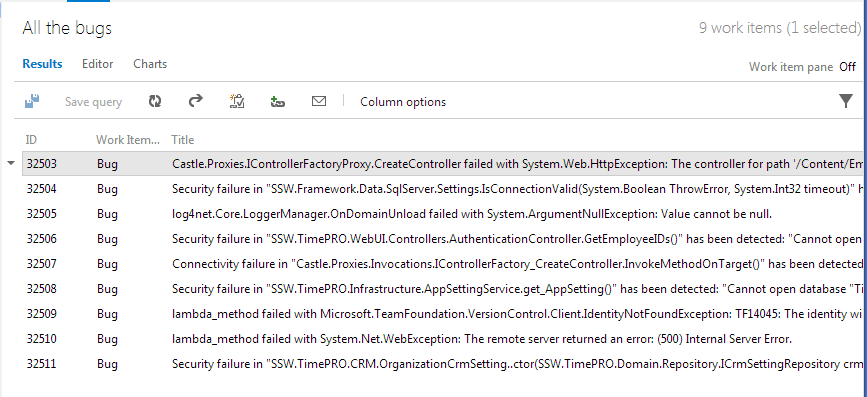 All the bugs
9 work items (1 selected)
Results Editor Charts
Work item pane Off
Save query Column options
ID Work Item... Title
32503 Bug Castle.Proxies.IControllerFactoryProxy.CreateController failed with System.Web.HttpException: The controller for path '/Content/Em
32504 Bug Security failure in "SSW.Framework.Data.SqlServer.Settings.IsConnectionValid(System.Boolean ThrowError, System.Int32 timeout)" h
32505 Bug log4net.Core.LoggerManager.OnDomainUnload failed with System.ArgumentNullException: Value cannot be null.
32506 Bug Security failure in "SSW.TimePRO.WebUI.Controllers.AuthenticationController.GetEmployeeIDs()" has been detected: "Cannot open
32507 Bug Connectivity failure in "Castle.Proxies.Invocations.IControllerFactory_CreateController.InvokeMethodOnTarget()" has been detected
32508 Bug Security failure in "SSW.TimePRO.Infrastructure.AppSettingService.get_AppSetting()" has been detected: "Cannot open database "Ti
32509 Bug lambda_method failed with Microsoft.TeamFoundation.VersionControl.Client.IdentityNotFoundException: TF14045: The identity wi
32510 Bug lambda_method failed with System.Net.WebException: The remote server returned an error: (500) Internal Server Error.
32511 Bug Security failure in "SSW.TimePRO.CRM.OrganizationCrmSetting..ctor(SSW.TimePRO.Domain.Repository.ICrmSettingRepository crm